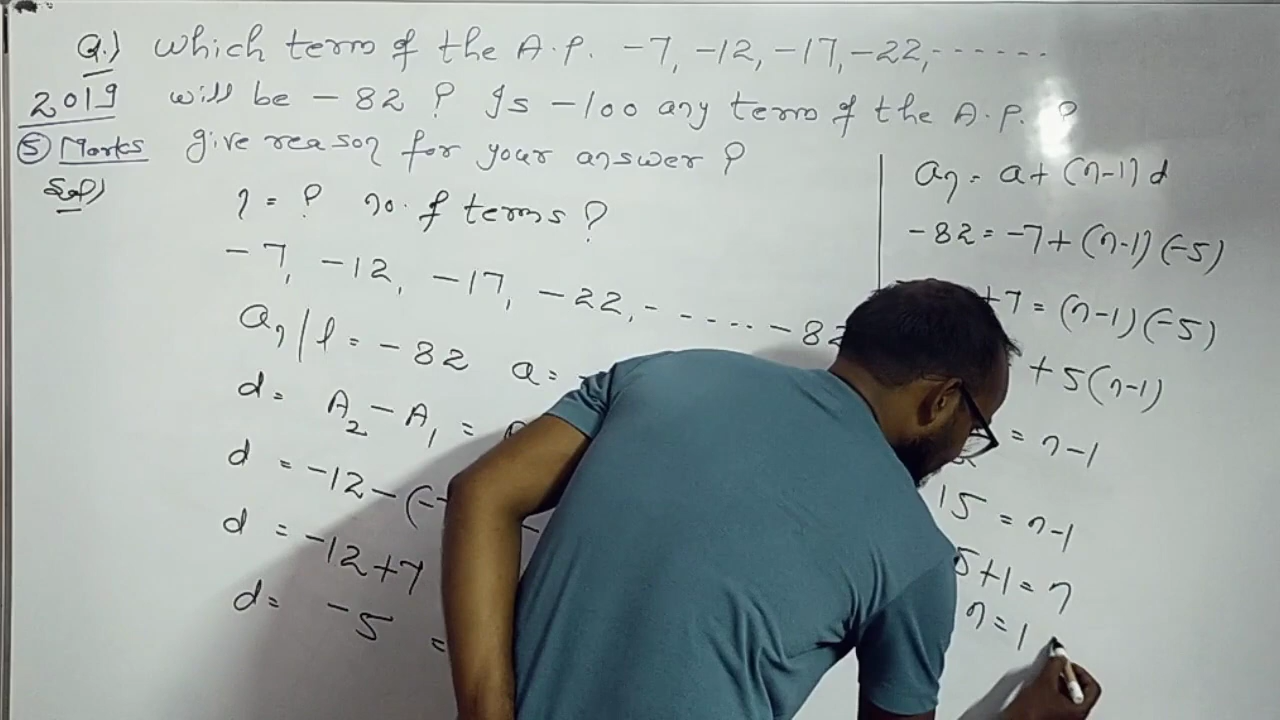 Q.) Which term of the A.P. -7, -12, -17, -22, ------
2019 will be - 82 ? Is -100 any term of the A.P. ?
5 Marks give reason for your answer ?
Sol)
n = ? no. of terms ?
-7, -12, -17, -22, - - - - - - 82
an/l = - 82 a =
d = A2 - A1 =
d = -12-(-
d = -12+7
d = -5 =
an = a + (n-1) d
-82 = -7 + (n-1) (-5)
+7 = (n-1) (-5)
+ 5(n-1)
= n-1
15 = n-1
5+1 = n
n = 1